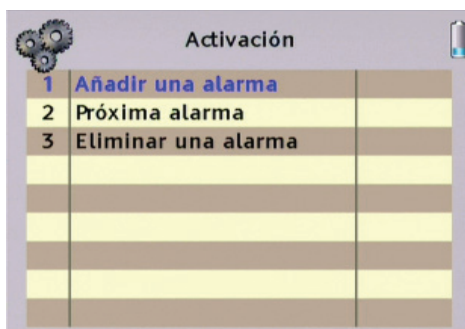 Activación
1 Añadir una alarma
2 Próxima alarma
3 Eliminar una alarma